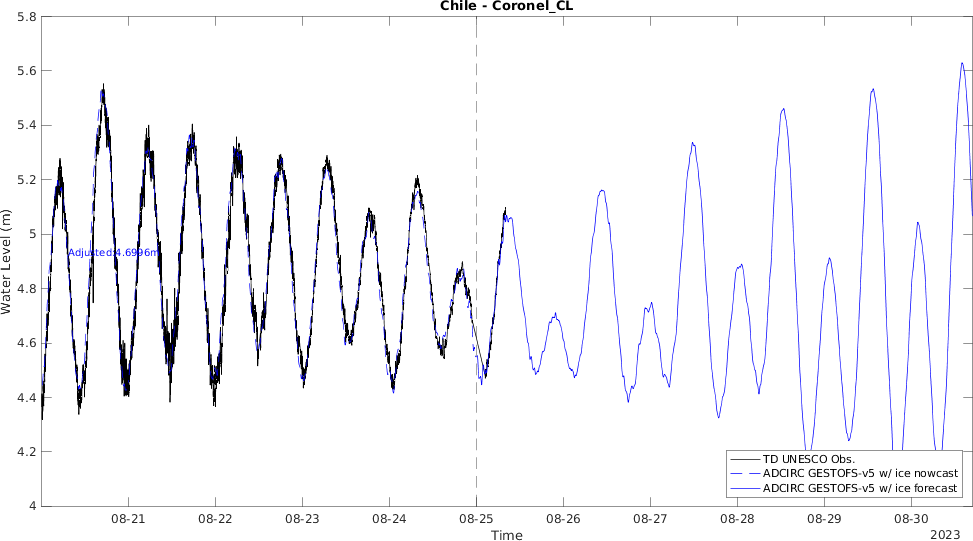 Chile - Coronel_CL
Water Level (m)
5.8
5.6
5.4
5.2
5
4.8
4.6
4.4
4.2
4
Adjusted:4.6996m
TD UNESCO Obs.
ADCIRC GESTOFS-v5 w/ ice nowcast
ADCIRC GESTOFS-v5 w/ ice forecast
08-21 08-22 08-23 08-24 08-25 08-26 08-27 08-28 08-29 08-30
Time
2023